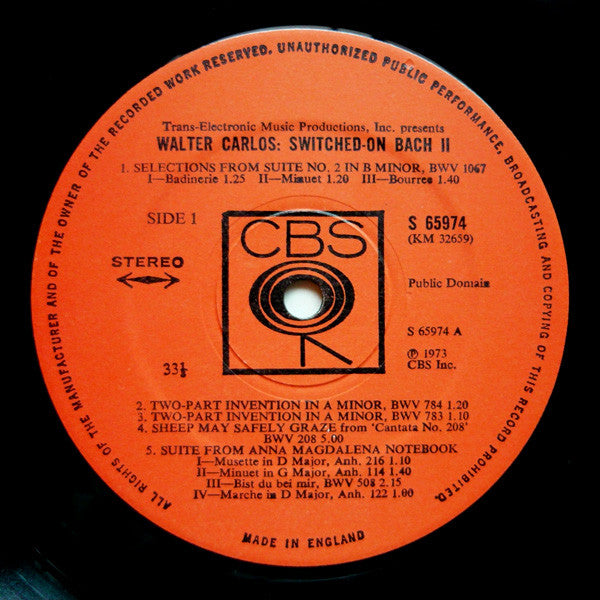 ALL RIGHTS OF THE MANUFACTURER AND OF THE OWNER OF THE RECORDED WORK RESERVED. UNAUTHORIZED PUBLIC PERFORMANCE, BROADCASTING AND COPYING OF THIS RECORD PROHIBITED.
Trans-Electronic Music Productions, Inc. presents
WALTER CARLOS: SWITCHED-ON BACH II
1. SELECTIONS FROM SUITE NO. 2 IN B MINOR, BWV 1067
I—Badinerie 1.25 II—Minuet 1.20 III—Bourree 1.40
SIDE 1
CBS
S 65974
(KM 32659)
STEREO
Public Domain
S 65974 A
33⅓
℗ 1973
CBS Inc.
2. TWO-PART INVENTION IN A MINOR, BWV 784 1.20
3. TWO-PART INVENTION IN A MINOR, BWV 783 1.10
4. SHEEP MAY SAFELY GRAZE from 'Cantata No. 208'
BWV 208 5.00
5. SUITE FROM ANNA MAGDALENA NOTEBOOK
I—Musette in D Major, Anh. 216 1.10
II—Minuet in G Major, Anh. 114 1.40
III—Bist du bei mir, BWV 508 2.15
IV—Marche in D Major, Anh. 122 1.00
MADE IN ENGLAND